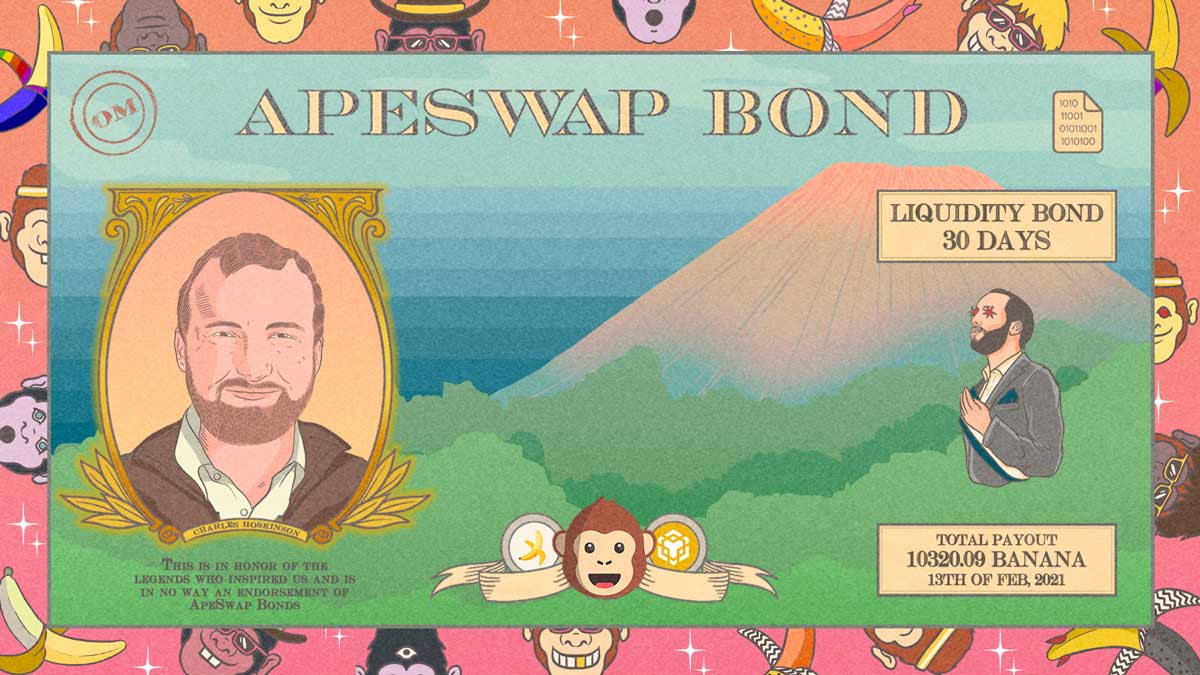 OM
APESWAP BOND
1010
11001
01011001
1010100
LIQUIDITY BOND
30 DAYS
CHARLES HOSKINSON
THIS IS IN HONOR OF THE
LEGENDS WHO INSPIRED US AND IS
IN NO WAY AN ENDORSEMENT OF
APESWAP BONDS
TOTAL PAYOUT
10320.09 BANANA
13TH OF FEB, 2021